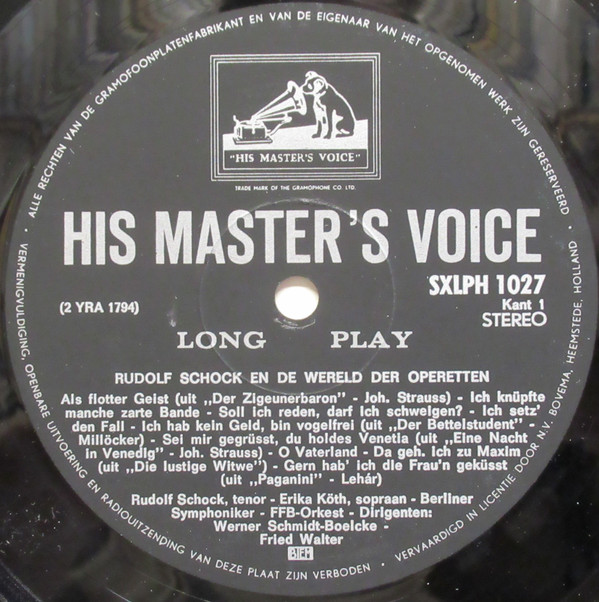 • ALLE RECHTEN VAN DE GRAMOFOONPLATENFABRIKANT EN VAN DE EIGENAAR VAN HET OPGENOMEN WERK ZIJN GERESERVEERD •
"HIS MASTER'S VOICE"
TRADE MARK OF THE GRAMOPHONE CO LTD.
HIS MASTER'S VOICE
SXLPH 1027
(2 YRA 1794)
Kant 1
STEREO
LONG PLAY
RUDOLF SCHOCK EN DE WERELD DER OPERETTEN
Als flotter Geist (uit „Der Zigeunerbaron" - Joh. Strauss) - Ich knüpfte
manche zarte Bande - Soll ich reden, darf ich schweigen? - Ich setz'
den Fall - Ich hab kein Geld, bin vogelfrei (uit „Der Bettelstudent" -
Millöcker) - Sei mir gegrüsst, du holdes Venetia (uit „Eine Nacht
in Venedig" - Joh. Strauss) - O Vaterland - Da geh. Ich zu Maxim
(uit „Die lustige Witwe") - Gern hab' ich die Frau'n geküsst
(uit „Paganini" - Lehár)
Rudolf Schock, tenor - Erika Köth, sopraan - Berliner
Symphoniker - FFB-Orkest - Dirigenten:
Werner Schmidt-Boelcke -
Fried Walter
BIEM
VERMENIGVULDIGING, OPENBARE UITVOERING EN RADIOUITZENDING VAN DEZE PLAAT ZIJN VERBODEN • VERVAARDIGD IN LICENTIE DOOR N.V. BOVEMA, HEEMSTEDE, HOLLAND •